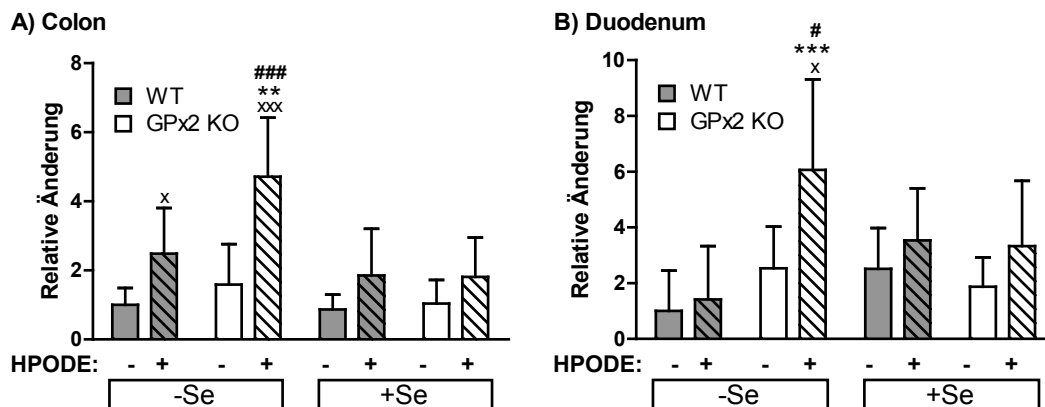 A) Colon
8
6
4
2
0
Relative Änderung
WT
GPx2 KO
x
###
**
xxx
HPODE:
- + - + - + - +
-Se +Se
B) Duodenum
10
8
6
4
2
0
Relative Änderung
WT
GPx2 KO
#
***
x
HPODE:
- + - + - + - +
-Se +Se